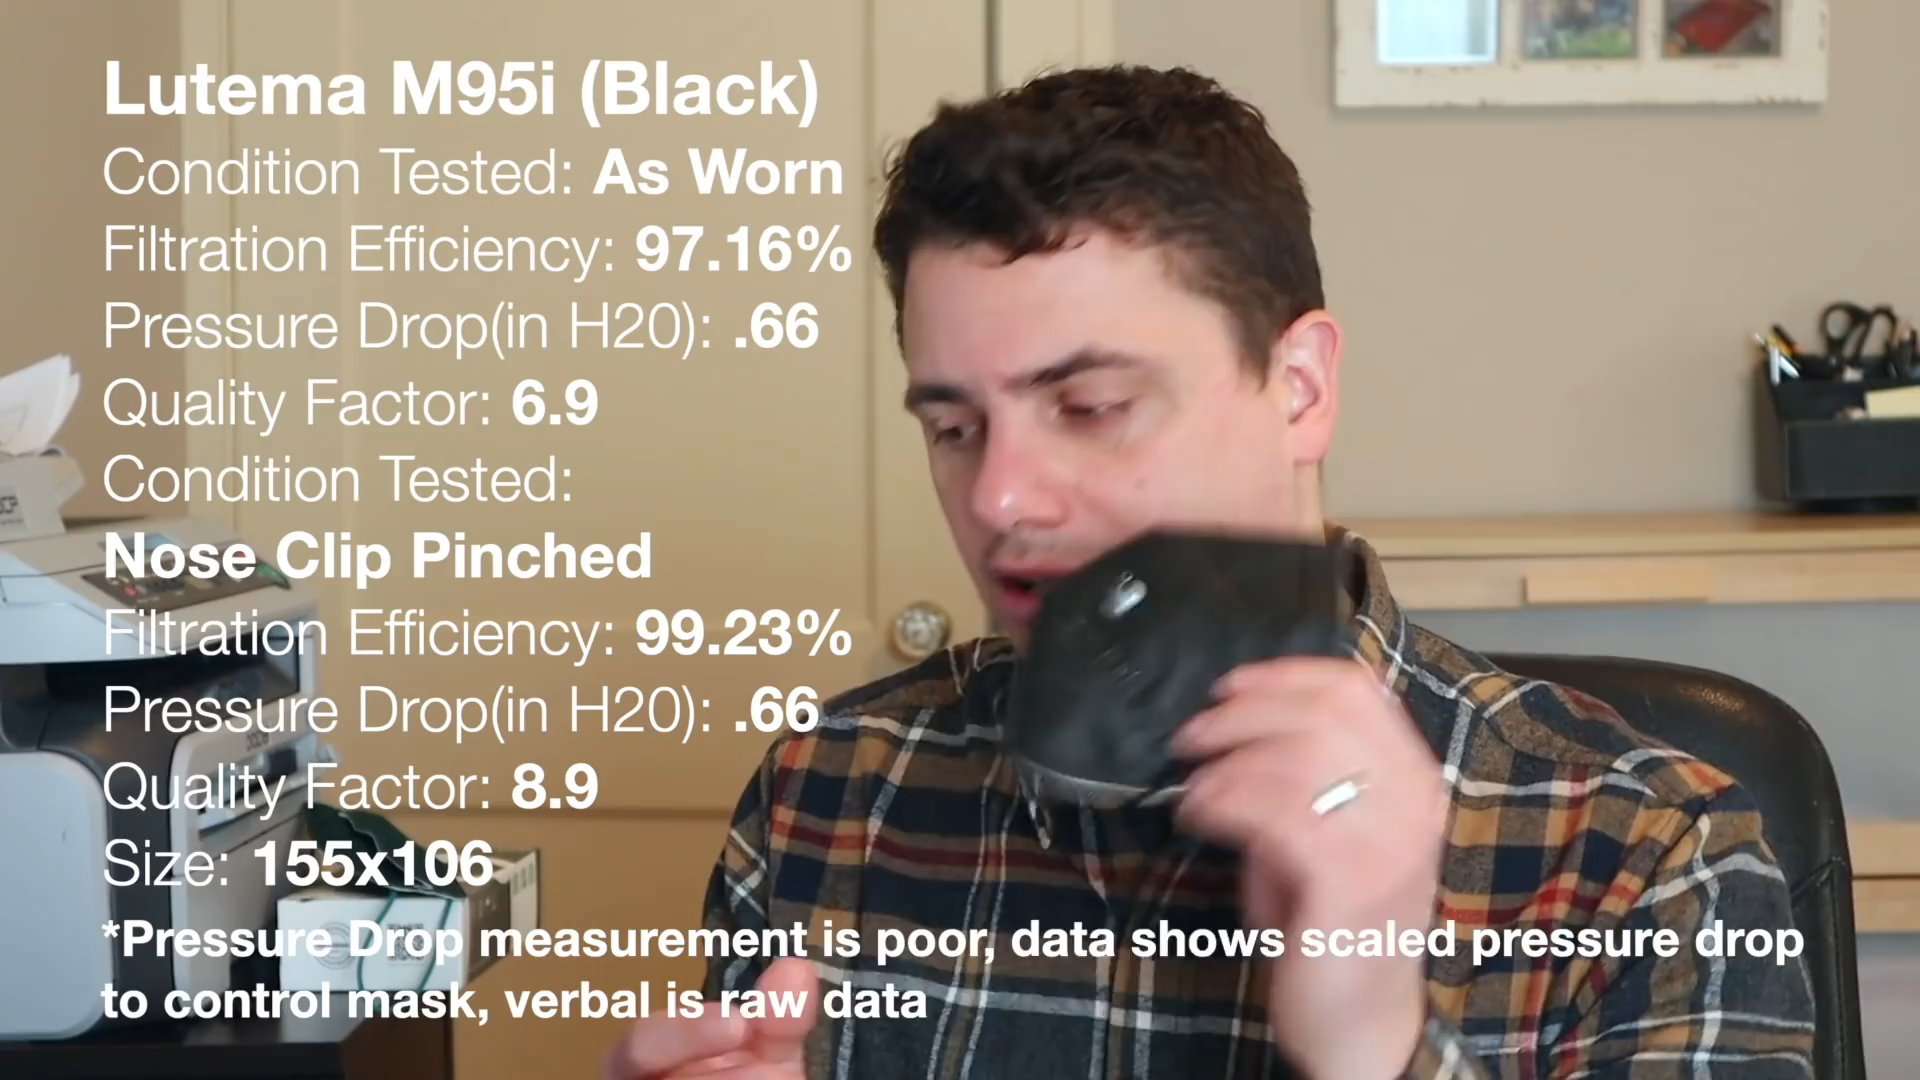 Lutema M95i (Black)
Condition Tested: As Worn
Filtration Efficiency: 97.16%
Pressure Drop(in H20): .66
Quality Factor: 6.9
Condition Tested:
Nose Clip Pinched
Filtration Efficiency: 99.23%
Pressure Drop(in H20): .66
Quality Factor: 8.9
Size: 155x106
*Pressure Drop measurement is poor, data shows scaled pressure drop
to control mask, verbal is raw data